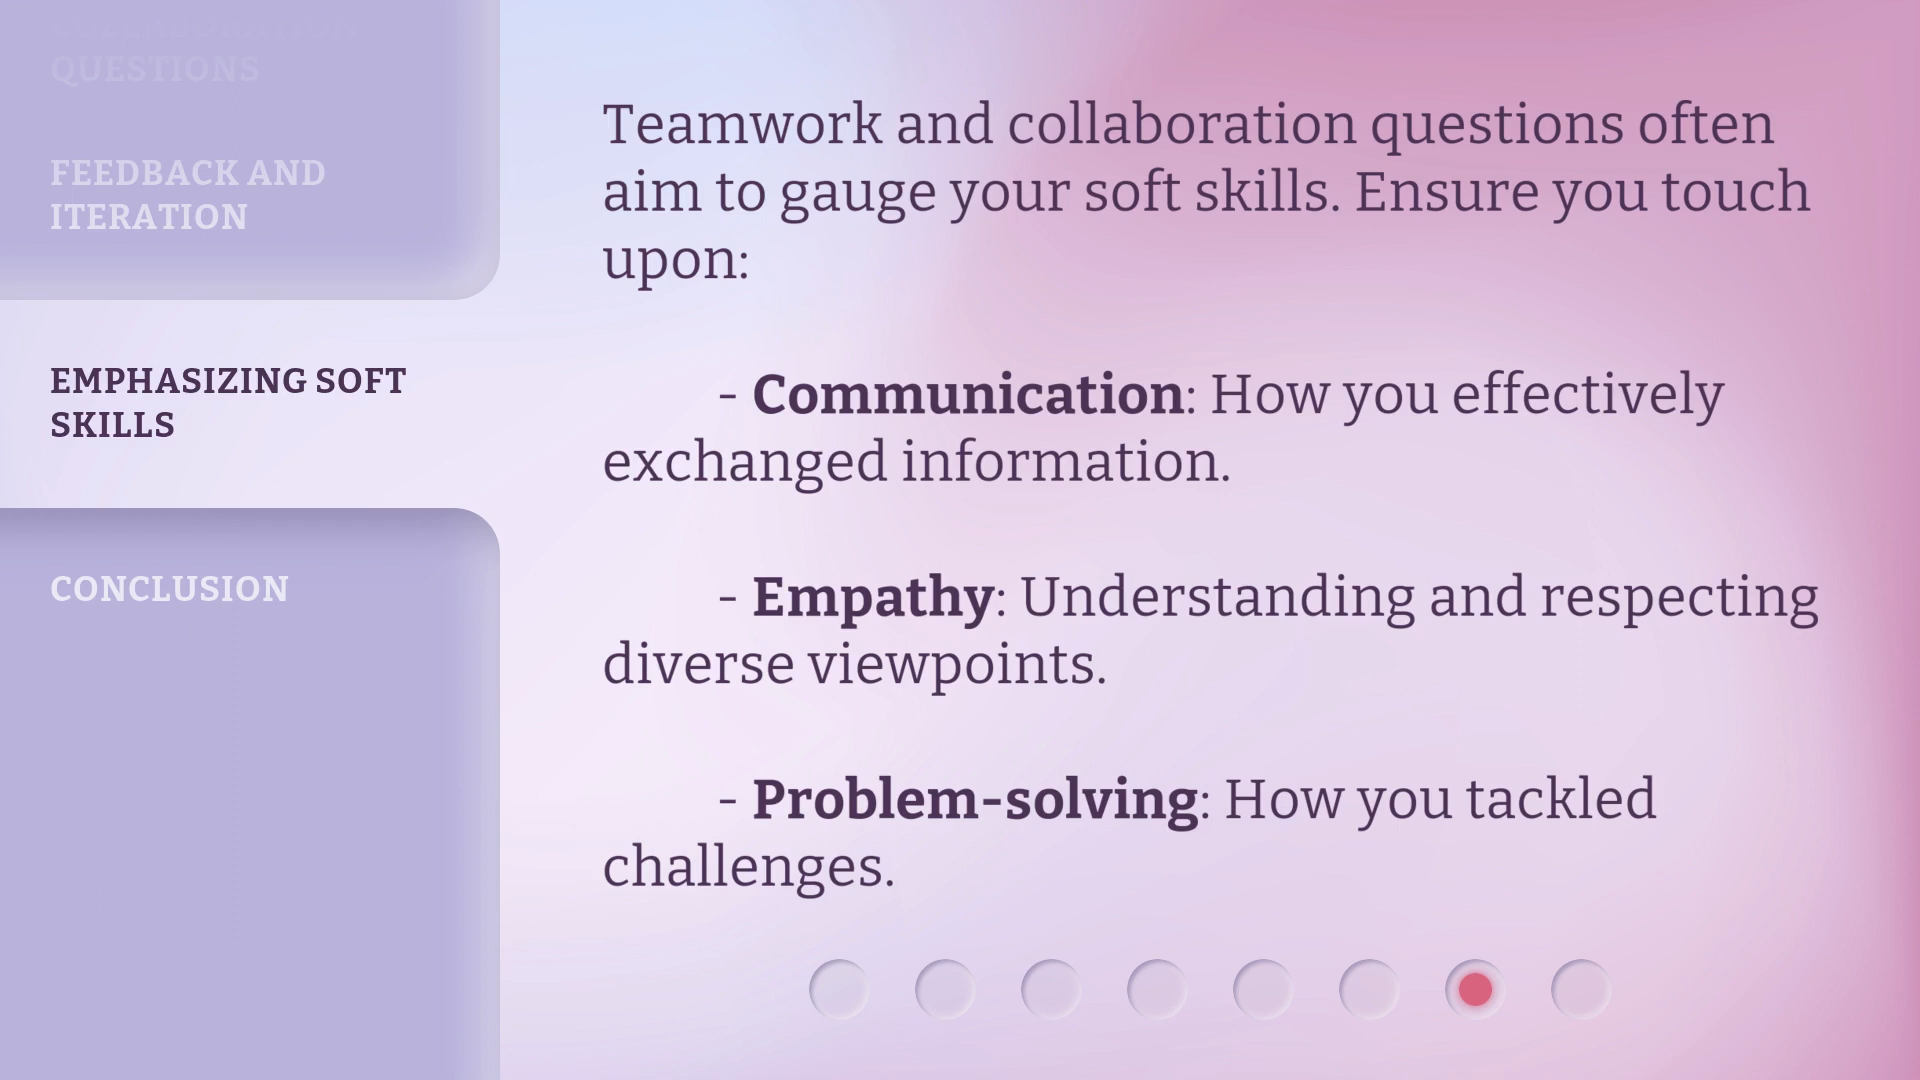 QUESTIONS
FEEDBACK AND
ITERATION
EMPHASIZING SOFT
SKILLS
CONCLUSION
Teamwork and collaboration questions often
aim to gauge your soft skills. Ensure you touch
upon:
- Communication: How you effectively
exchanged information.
- Empathy: Understanding and respecting
diverse viewpoints.
- Problem-solving: How you tackled
challenges.